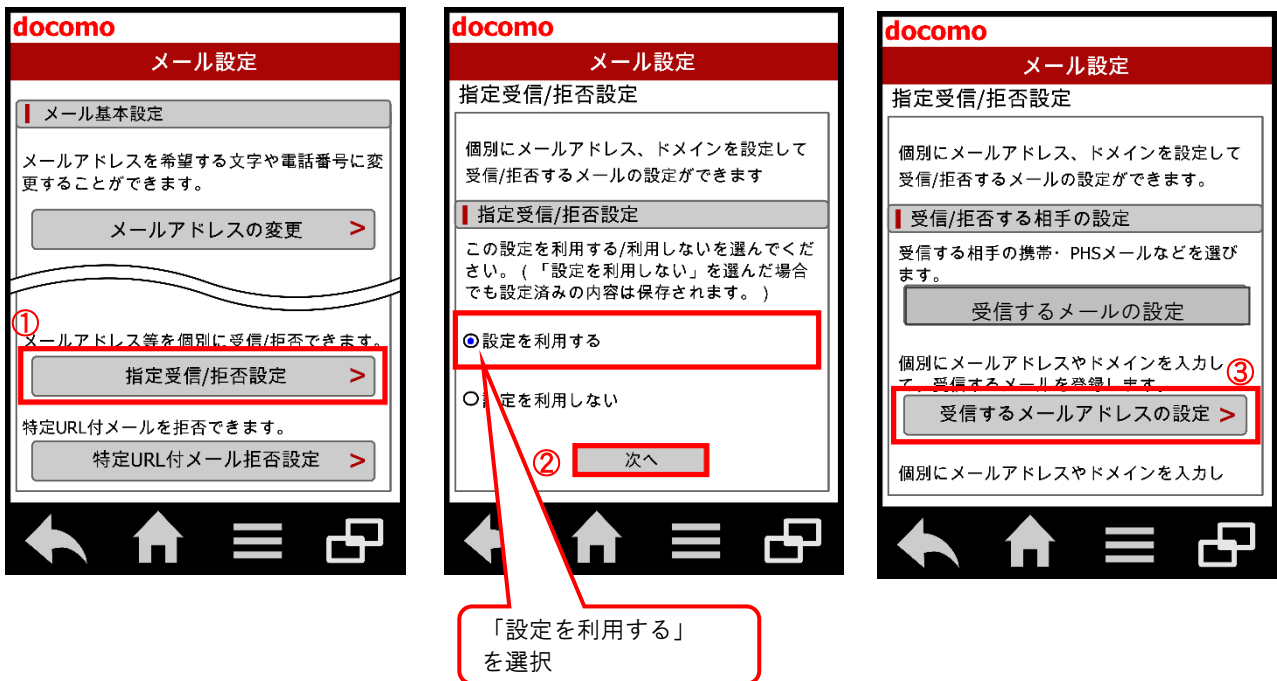 docomo
メール設定
メール基本設定
メールアドレスを希望する文字や電話番号に変
更することができます。
メールアドレスの変更 >
①
メールアドレス等を個別に受信/拒否できます。
指定受信/拒否設定 >
特定URL付メールを拒否できます。
特定URL付メール拒否設定 >
docomo
メール設定
指定受信/拒否設定
個別にメールアドレス、ドメインを設定して
受信/拒否するメールの設定ができます
指定受信/拒否設定
この設定を利用する/利用しないを選んでくだ
さい。(「設定を利用しない」を選んだ場合
でも設定済みの内容は保存されます。)
設定を利用する
設定を利用しない
② 次へ
「設定を利用する」
を選択
docomo
メール設定
指定受信/拒否設定
個別にメールアドレス、ドメインを設定して
受信/拒否するメールの設定ができます。
受信/拒否する相手の設定
受信する相手の携帯・PHSメールなどを選び
ます。
受信するメールの設定
個別にメールアドレスやドメインを入力し
て、受信するメールを登録します。
③
受信するメールアドレスの設定 >
個別にメールアドレスやドメインを入力し